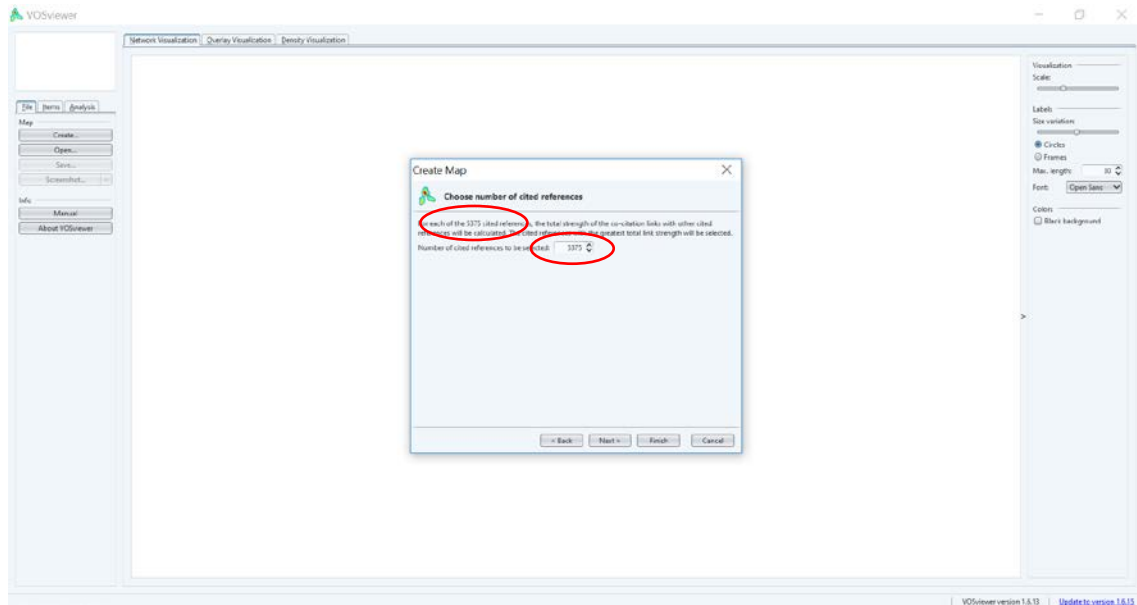 VOSviewer
Network Visualization Overlay Visualization Density Visualization
File Items Analysis
Map
Create...
Open...
Save...
Screenshot...
Info
Manual
About VOSviewer
Create Map
Choose number of cited references
For each of the 5375 cited references, the total strength of the co-citation links with other cited
references will be calculated. The cited references with the greatest total link strength will be selected.
Number of cited references to be selected: 5375
< Back Next > Finish Cancel
Visualization
Scale:
Labels
Size variation:
Circles
Frames
Max. length: 30
Font: Open Sans
Colors
Black background
>
VOSviewer version 1.6.13 Update to version 1.6.15